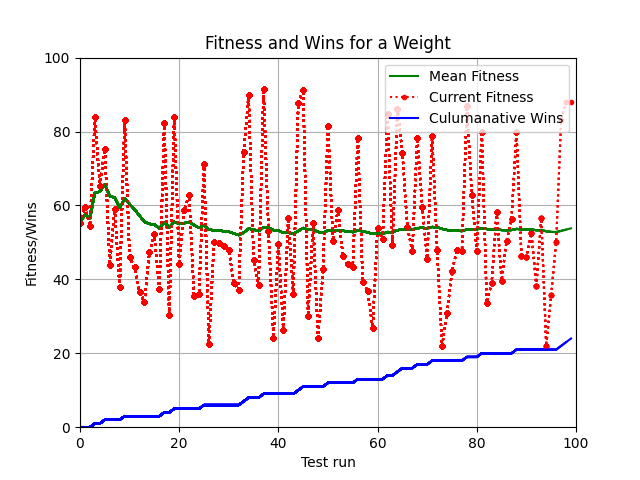 Fitness and Wins for a Weight
100
80
60
40
20
0
Fitness/Wins
Mean Fitness
Current Fitness
Culumanative Wins
0 20 40 60 80 100
Test run